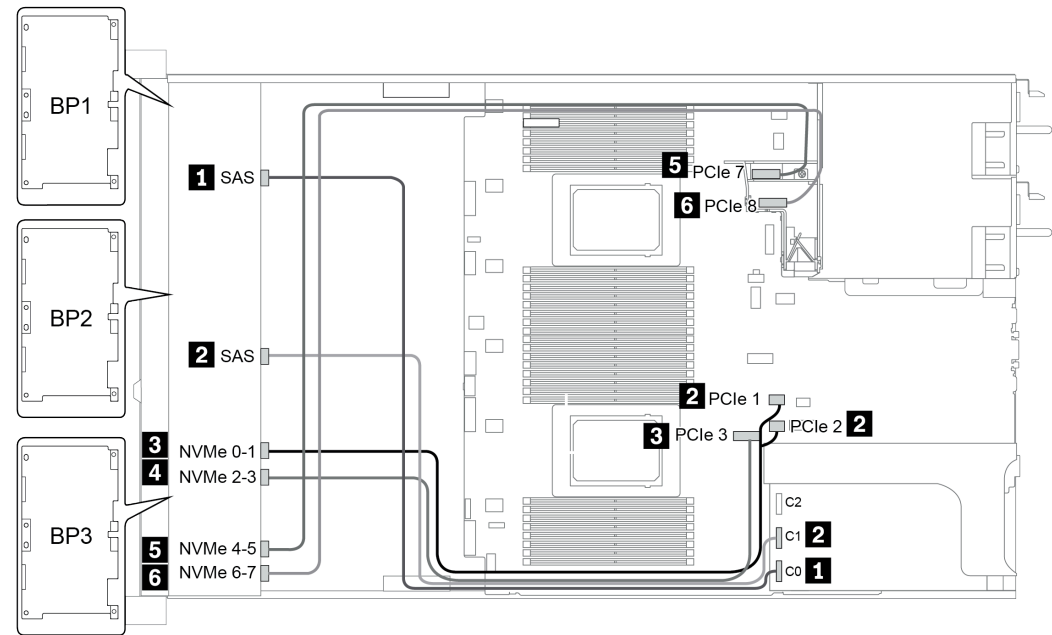 BP1
1 SAS
5 PCIe 7
6 PCIe 8
BP2
2 SAS
2 PCIe 1
PCIe 2 2
3 PCIe 3
3 NVMe 0-1
4 NVMe 2-3
BP3
C2
C1 2
5 NVMe 4-5
6 NVMe 6-7
C0 1